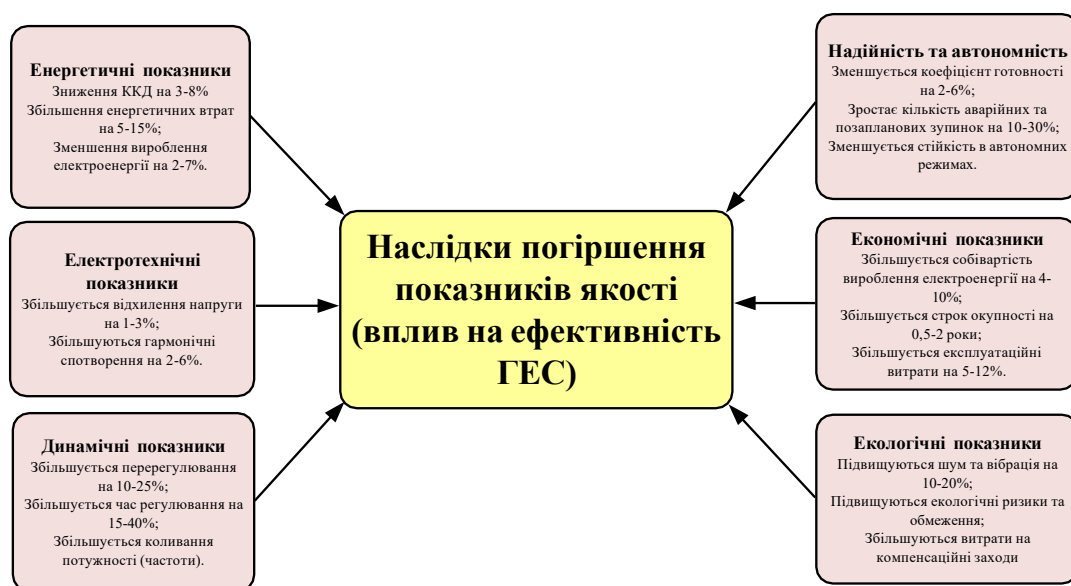 Енергетичні показники
Зниження ККД на 3-8%
Збільшення енергетичних втрат
на 5-15%;
Зменшення вироблення
електроенергії на 2-7%.
Електротехнічні
показники
Збільшується відхилення напруги
на 1-3%;
Збільшуються гармонічні
спотворення на 2-6%.
Динамічні показники
Збільшується перерегулювання
на 10-25%;
Збільшується час регулювання на
15-40%;
Збільшується коливання
потужності (частоти).
Наслідки погіршення
показників якості
(вплив на ефективність
ГЕС)
Надійність та автономність
Зменшується коефіцієнт готовності
на 2-6%;
Зростає кількість аварійних та
позапланових зупинок на 10-30%;
Зменшується стійкість в автономних
режимах.
Економічні показники
Збільшується собівартість
вироблення електроенергії на 4-
10%;
Збільшується строк окупності на
0,5-2 роки;
Збільшується експлуатаційні
витрати на 5-12%.
Екологічні показники
Підвищуються шум та вібрація на
10-20%;
Підвищуються екологічні ризики та
обмеження;
Збільшуються витрати на
компенсаційні заходи